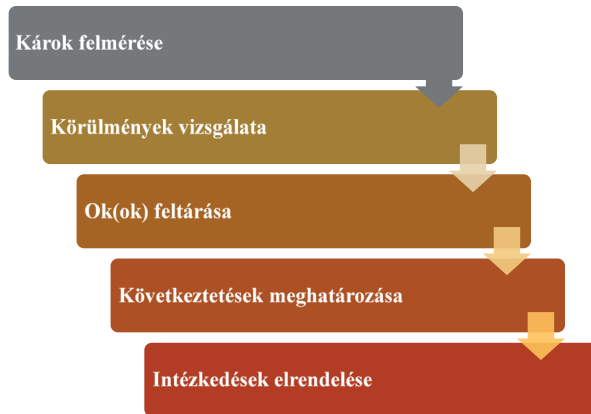 Károk felmérése
Körülmények vizsgálata
Ok(ok) feltárása
Következtetések meghatározása
Intézkedések elrendelése